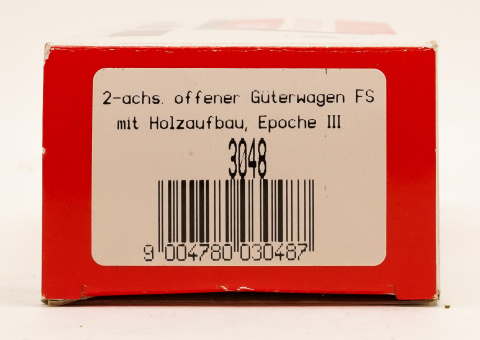 2-achs. offener Güterwagen FS
mit Holzaufbau, Epoche III
3048
9 004780 030487